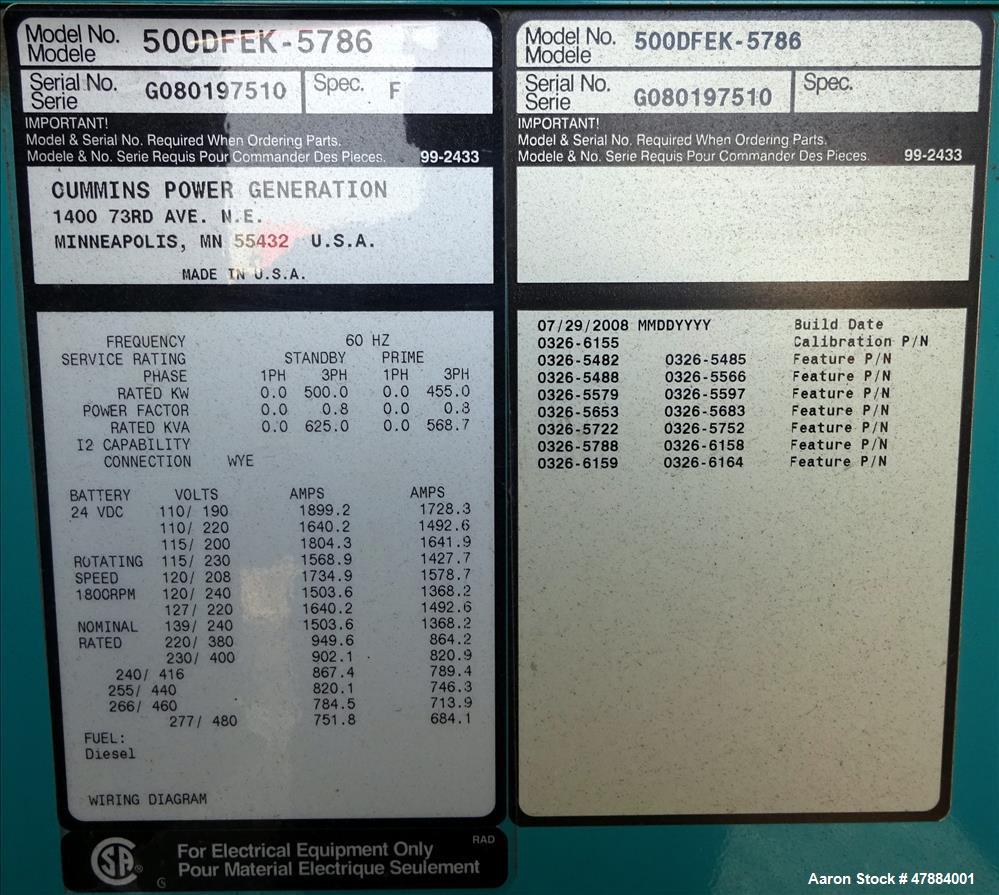 Model No. 500DFEK-5786
Modele
Serial No. G080197510 Spec. F
Serie
IMPORTANT!
Model & Serial No. Required When Ordering Parts.
Modele & No. Serie Requis Pour Commander Des Pieces. 99-2433
CUMMINS POWER GENERATION
1400 73RD AVE. N.E.
MINNEAPOLIS, MN 55432 U.S.A.
MADE IN U.S.A.
FREQUENCY 60 HZ
SERVICE RATING STANDBY PRIME
PHASE 1PH 3PH 1PH 3PH
RATED KW 0.0 500.0 0.0 455.0
POWER FACTOR 0.0 0.8 0.0 0.8
RATED KVA 0.0 625.0 0.0 568.7
I2 CAPABILITY
CONNECTION WYE
BATTERY VOLTS AMPS AMPS
24 VDC 110/ 190 1899.2 1728.3
110/ 220 1640.2 1492.6
115/ 200 1804.3 1641.9
ROTATING 115/ 230 1568.9 1427.7
SPEED 120/ 208 1734.9 1578.7
1800RPM 120/ 240 1503.6 1368.2
127/ 220 1640.2 1492.6
NOMINAL 139/ 240 1503.6 1368.2
RATED 220/ 380 949.6 864.2
230/ 400 902.1 820.9
240/ 416 867.4 789.4
255/ 440 820.1 746.3
266/ 460 784.5 713.9
277/ 480 751.8 684.1
FUEL:
Diesel
WIRING DIAGRAM
SA ® For Electrical Equipment Only RAD
G Pour Material Electrique Seulement
Model No. 500DFEK-5786
Modele
Serial No. G080197510 Spec.
Serie
IMPORTANT!
Model & Serial No. Required When Ordering Parts.
Modele & No. Serie Requis Pour Commander Des Pieces. 99-2433
07/29/2008 MMDDYYYY Build Date
0326-6155 Calibration P/N
0326-5482 0326-5485 Feature P/N
0326-5488 0326-5566 Feature P/N
0326-5579 0326-5597 Feature P/N
0326-5653 0326-5683 Feature P/N
0326-5722 0326-5752 Feature P/N
0326-5788 0326-6158 Feature P/N
0326-6159 0326-6164 Feature P/N
Aaron Stock # 47884001